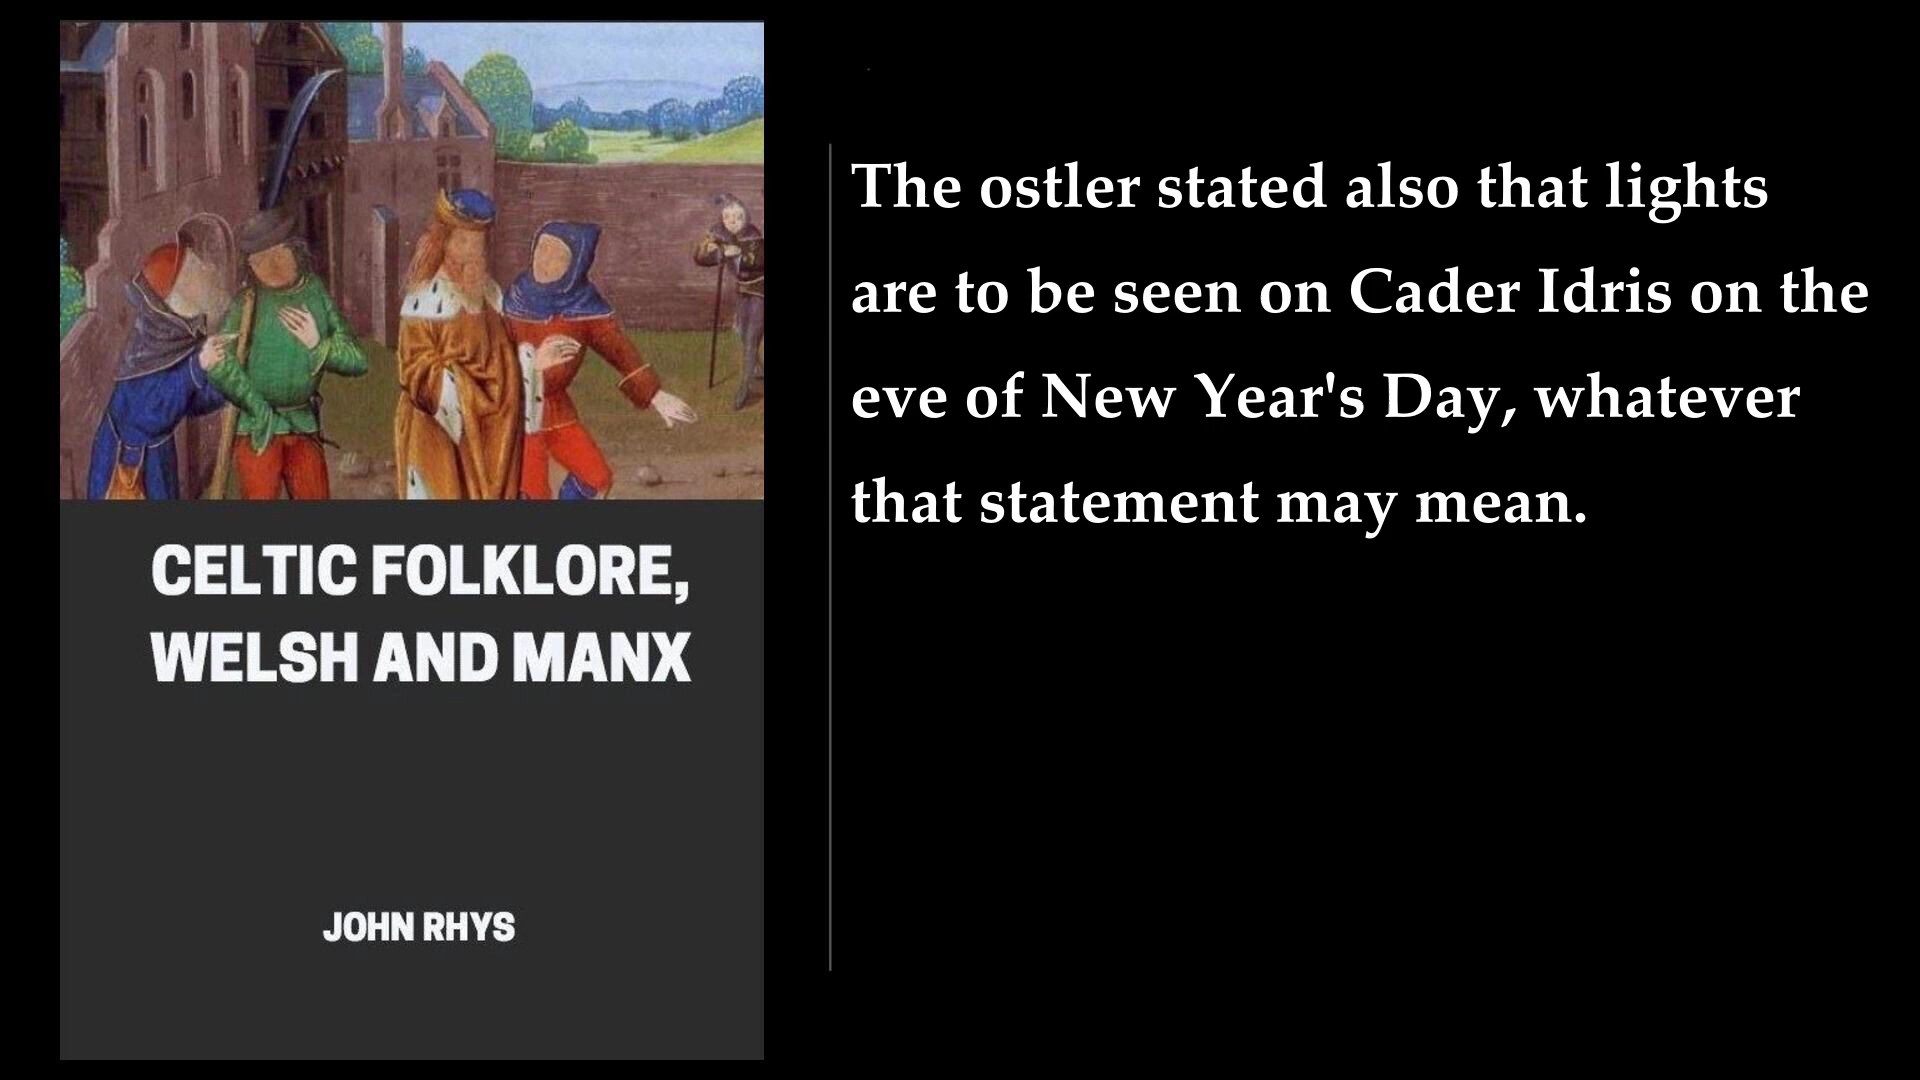 CELTIC FOLKLORE,
WELSH AND MANX
JOHN RHYS
The ostler stated also that lights
are to be seen on Cader Idris on the
eve of New Year's Day, whatever
that statement may mean.